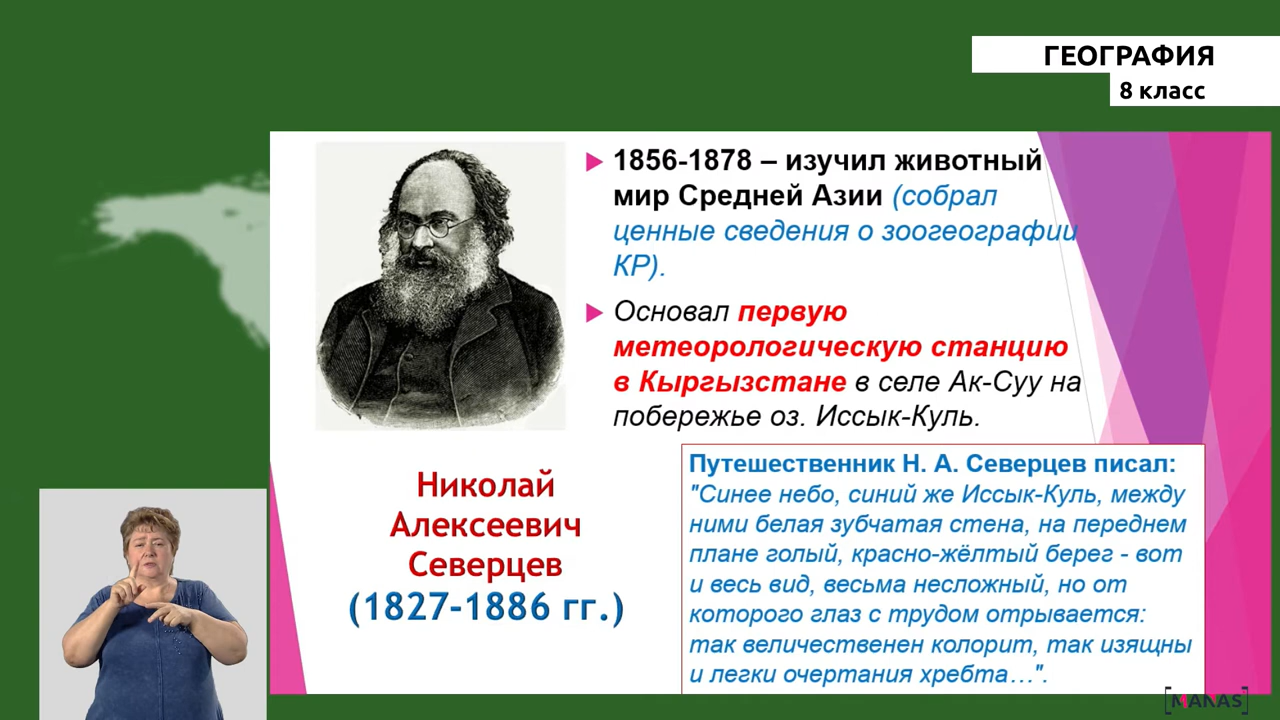 ГЕОГРАФИЯ
8 класс
1856-1878 – изучил животный
мир Средней Азии (собрал
ценные сведения о зоогеографии
КР).
Основал первую
метеорологическую станцию
в Кыргызстане в селе Ак-Суу на
побережье оз. Иссык-Куль.
Николай
Алексеевич
Северцев
(1827-1886 гг.)
Путешественник Н. А. Северцев писал:
"Синее небо, синий же Иссык-Куль, между
ними белая зубчатая стена, на переднем
плане голый, красно-жёлтый берег - вот
и весь вид, весьма несложный, но от
которого глаз с трудом отрывается:
так величественен колорит, так изящны
и легки очертания хребта…".
[MANAS]